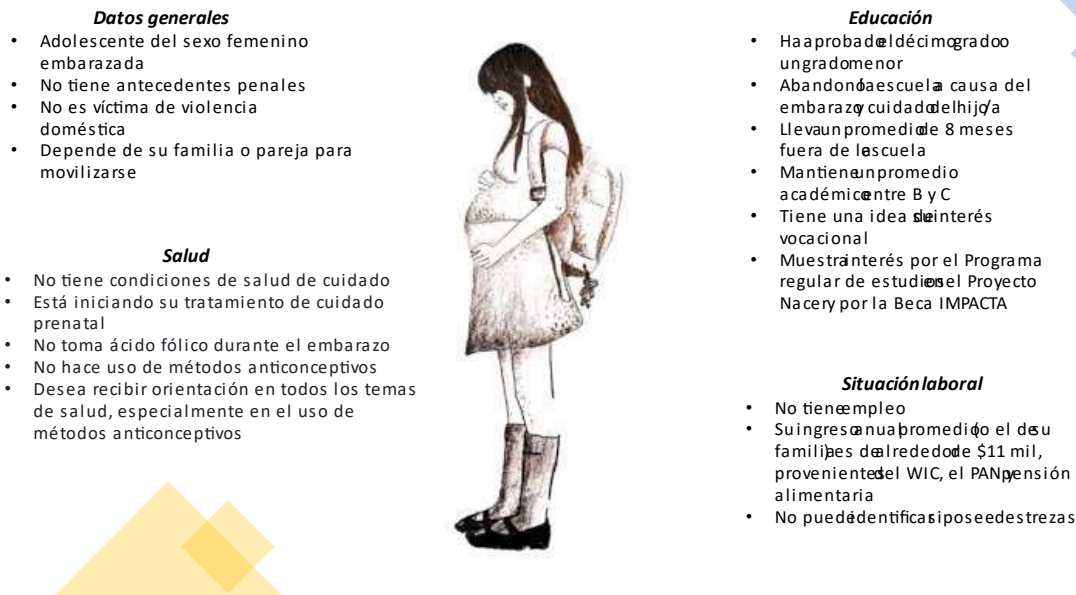 Datos generales
• Adolescente del sexo femenino
embarazada
• No tiene antecedentes penales
• No es víctima de violencia
doméstica
• Depende de su familia o pareja para
movilizarse
Salud
• No tiene condiciones de salud de cuidado
• Está iniciando su tratamiento de cuidado
prenatal
• No toma ácido fólico durante el embarazo
• No hace uso de métodos anticonceptivos
• Desea recibir orientación en todos los temas
de salud, especialmente en el uso de
métodos anticonceptivos
Educación
• Ha aprobado el décimo grado o
un grado menor
• Abandonó la escuela a causa del
embarazo y cuidado del hijo/a
• Lleva un promedio de 8 meses
fuera de la escuela
• Mantiene un promedio
académico entre B y C
• Tiene una idea de su interés
vocacional
• Muestra interés por el Programa
regular de estudios en el Proyecto
Nacer y por la Beca IMPACTA
Situación laboral
• No tiene empleo
• Su ingreso anual promedio (o el de su
familia) es de alrededor de $11 mil,
provenientes del WIC, el PAN y pensión
alimentaria
• No puede identificar si posee destrezas